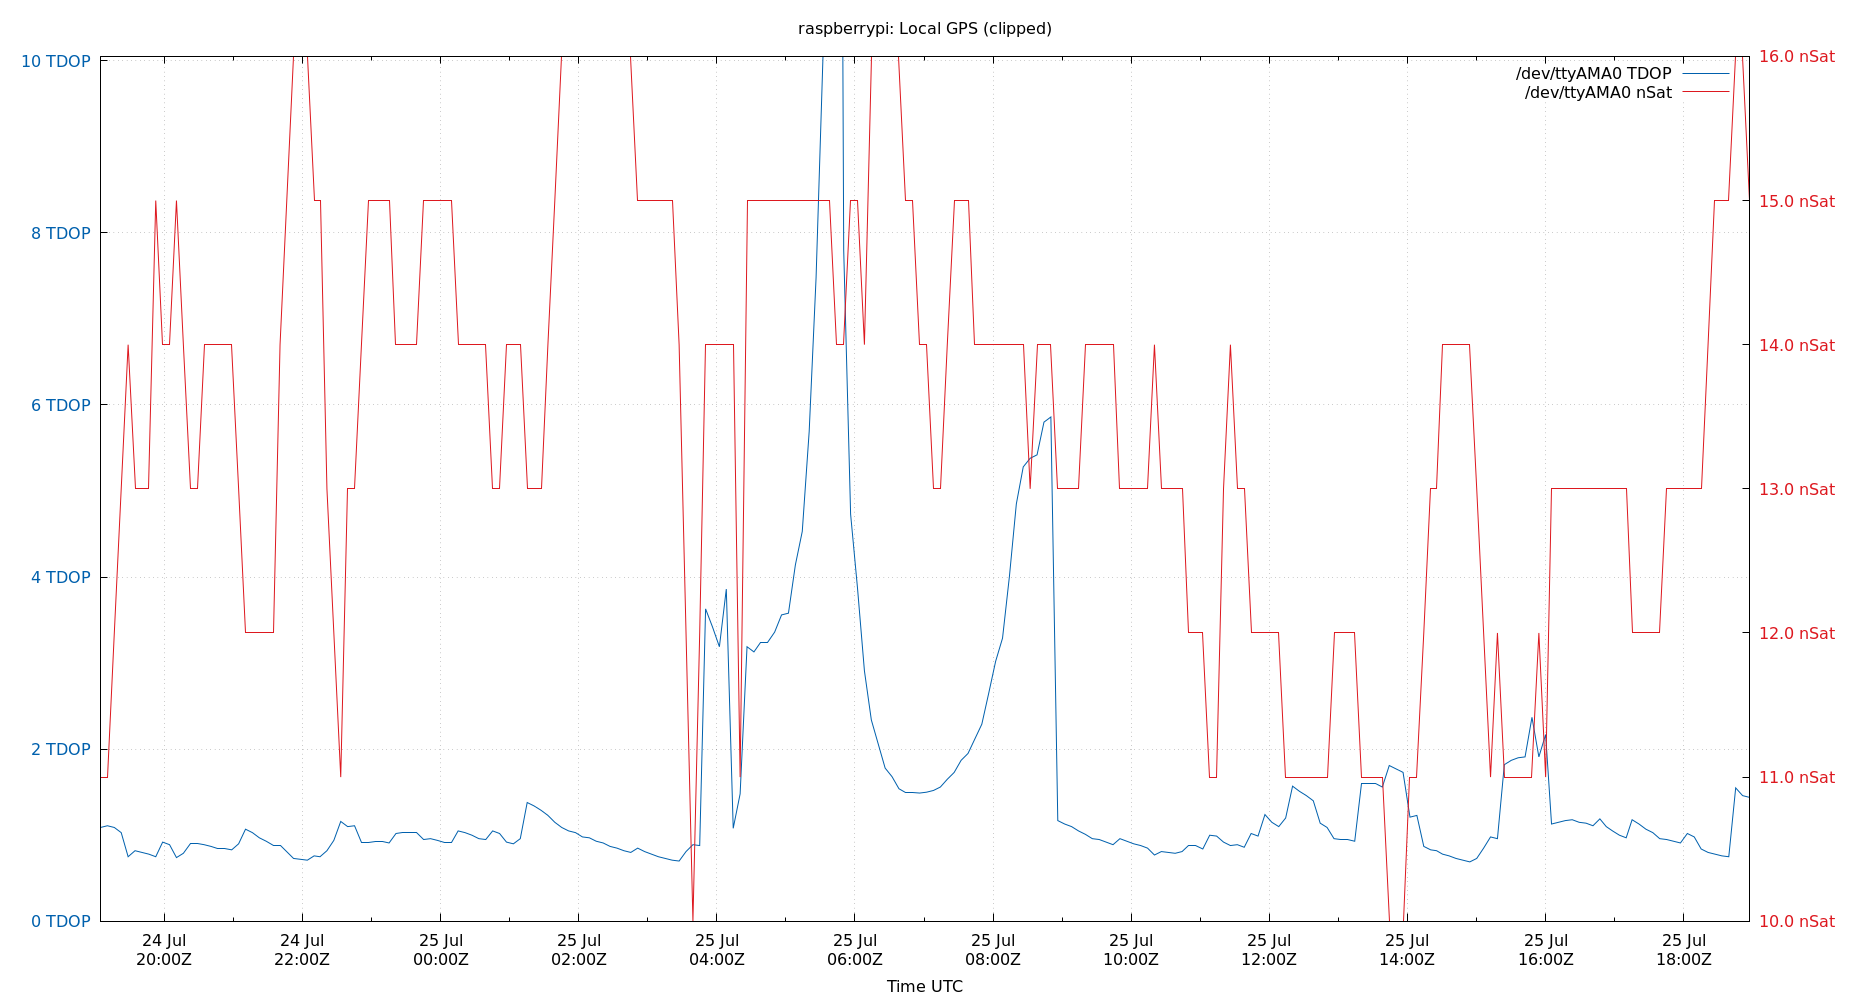 raspberrypi: Local GPS (clipped)
10 TDOP
8 TDOP
6 TDOP
4 TDOP
2 TDOP
0 TDOP
16.0 nSat
15.0 nSat
14.0 nSat
13.0 nSat
12.0 nSat
11.0 nSat
10.0 nSat
/dev/ttyAMA0 TDOP
/dev/ttyAMA0 nSat
24 Jul
20:00Z
24 Jul
22:00Z
25 Jul
00:00Z
25 Jul
02:00Z
25 Jul
04:00Z
25 Jul
06:00Z
25 Jul
08:00Z
25 Jul
10:00Z
25 Jul
12:00Z
25 Jul
14:00Z
25 Jul
16:00Z
25 Jul
18:00Z
Time UTC